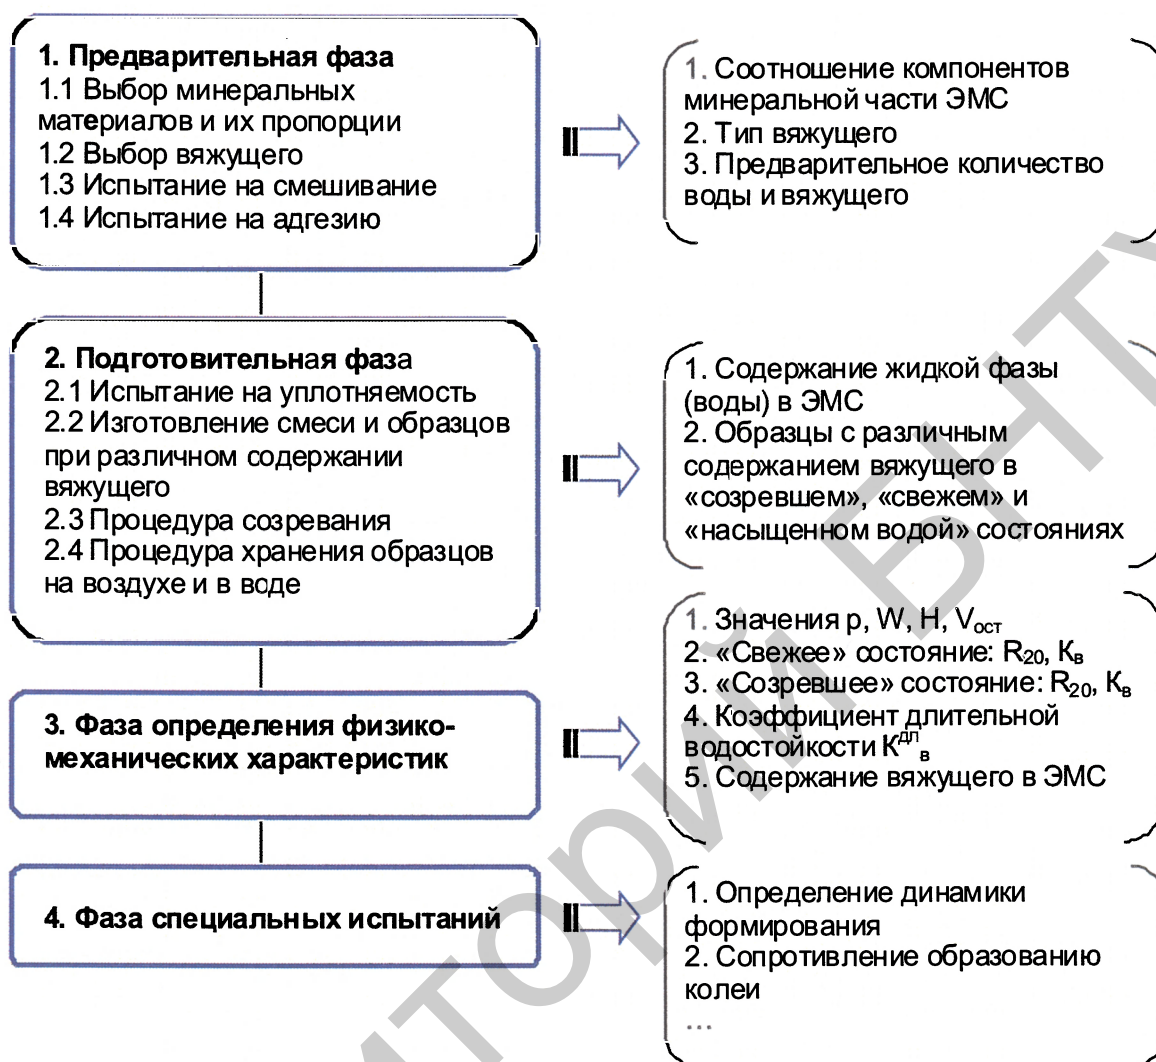 1. Предварительная фаза
1.1 Выбор минеральных
материалов и их пропорции
1.2 Выбор вяжущего
1.3 Испытание на смешивание
1.4 Испытание на адгезию
1. Соотношение компонентов
минеральной части ЭМС
2. Тип вяжущего
3. Предварительное количество
воды и вяжущего
2. Подготовительная фаза
2.1 Испытание на уплотняемость
2.2 Изготовление смеси и образцов
при различном содержании
вяжущего
2.3 Процедура созревания
2.4 Процедура хранения образцов
на воздухе и в воде
1. Содержание жидкой фазы
(воды) в ЭМС
2. Образцы с различным
содержанием вяжущего в
«созревшем», «свежем» и
«насыщенном водой» состояниях
3. Фаза определения физико-
механических характеристик
1. Значения p, W, H, Vост
2. «Свежее» состояние: R20, Kв
3. «Созревшее» состояние: R20, Kв
4. Коэффициент длительной
водостойкости Kдлв
5. Содержание вяжущего в ЭМС
4. Фаза специальных испытаний
1. Определение динамики
формирования
2. Сопротивление образованию
колеи
...
иторий БНТУ